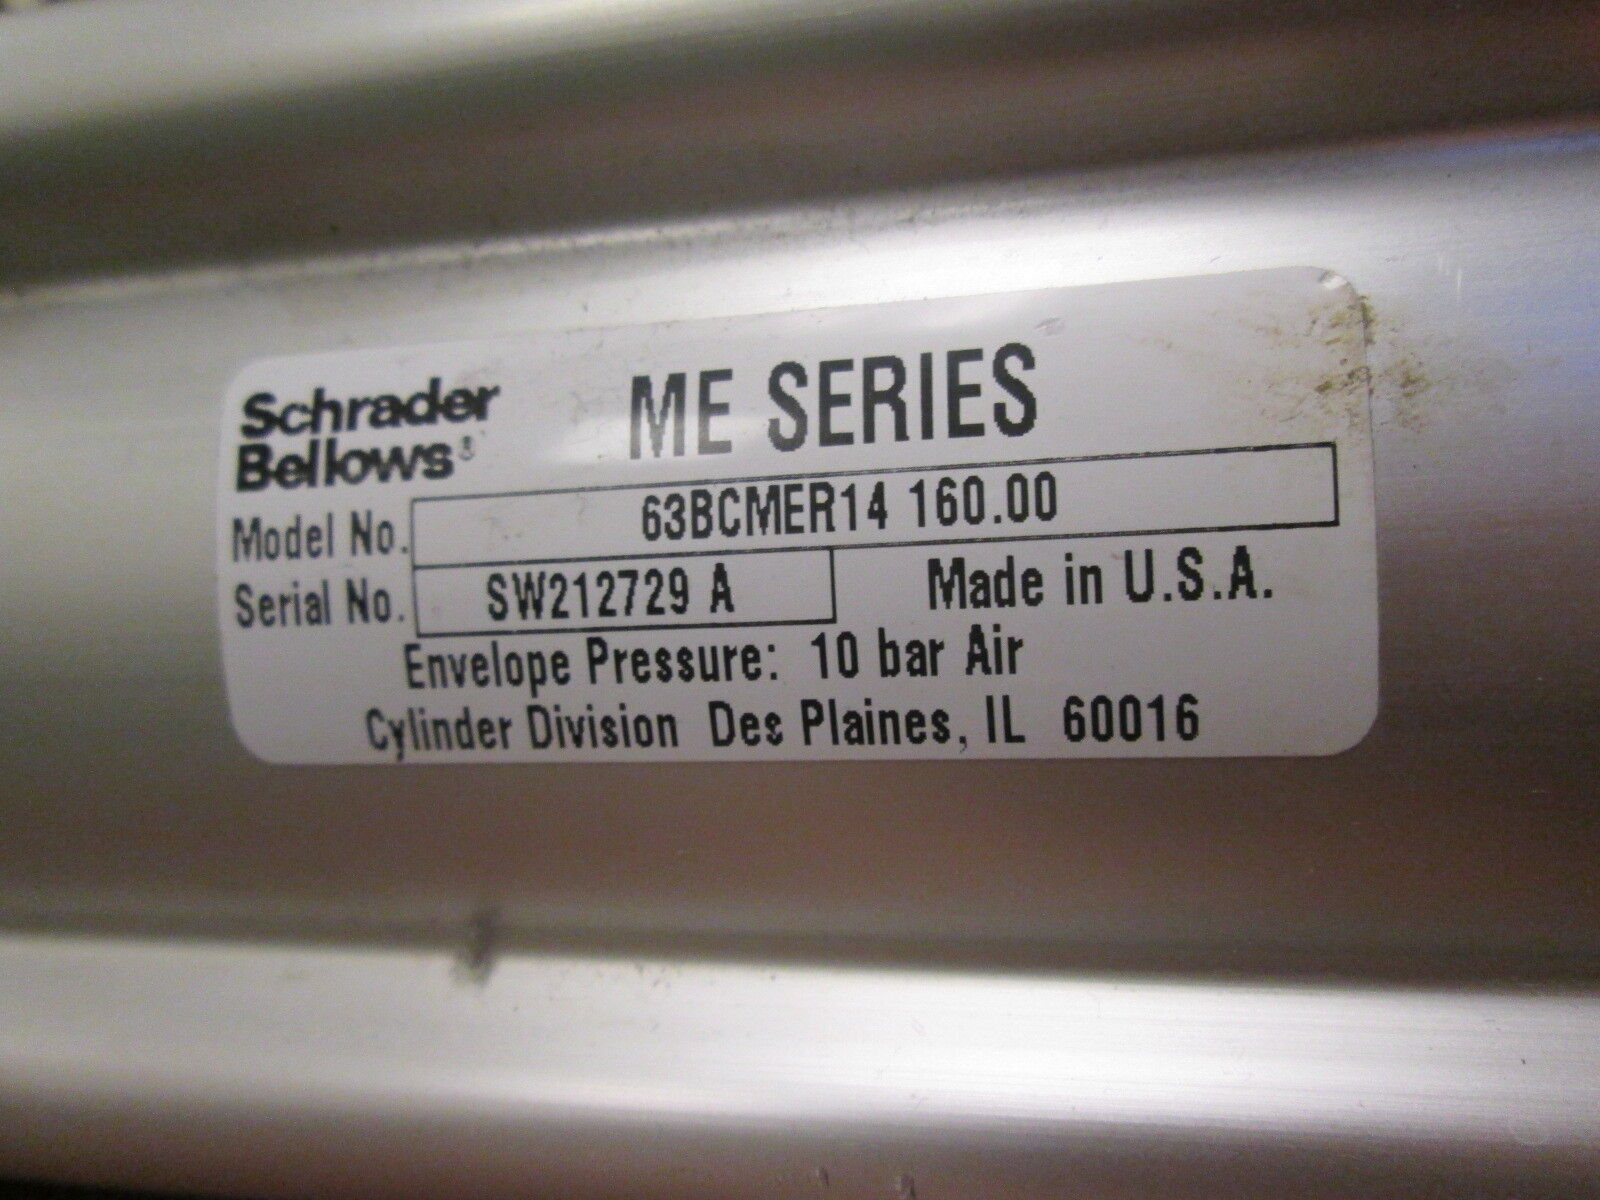 Schrader Bellows® ME SERIES
Model No. 63BCMER14 160.00
Serial No. SW212729 A Made in U.S.A.
Envelope Pressure: 10 bar Air
Cylinder Division Des Plaines, IL 60016